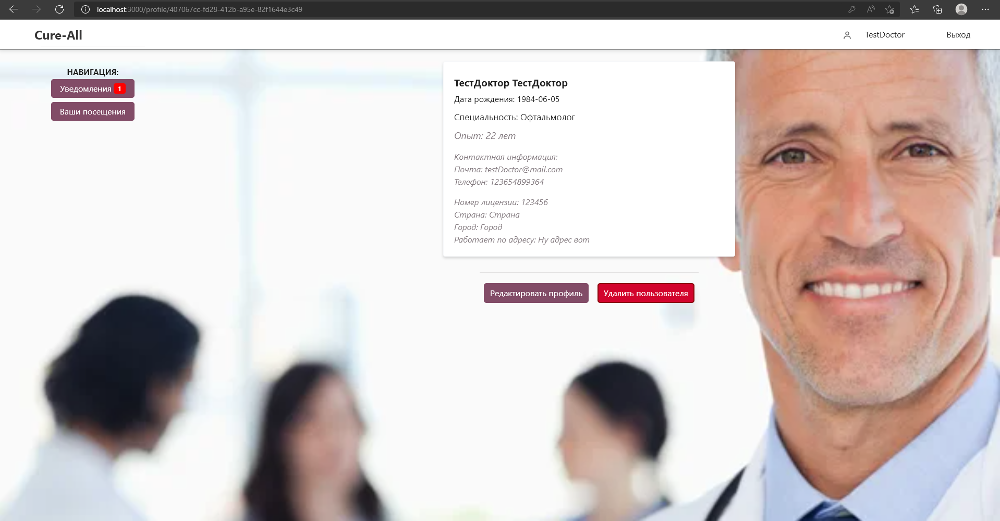 localhost:3000/profile/407067cc-fd28-412b-a95e-82f1644e3c49
Cure-All
TestDoctor
Выход
НАВИГАЦИЯ:
Уведомления 1
Ваши посещения
ТестДоктор ТестДоктор
Дата рождения: 1984-06-05
Специальность: Офтальмолог
Опыт: 22 лет
Контактная информация:
Почта: testDoctor@mail.com
Телефон: 123654899364
Номер лицензии: 123456
Страна: Страна
Город: Город
Работает по адресу: Ну адрес вот
Редактировать профиль
Удалить пользователя